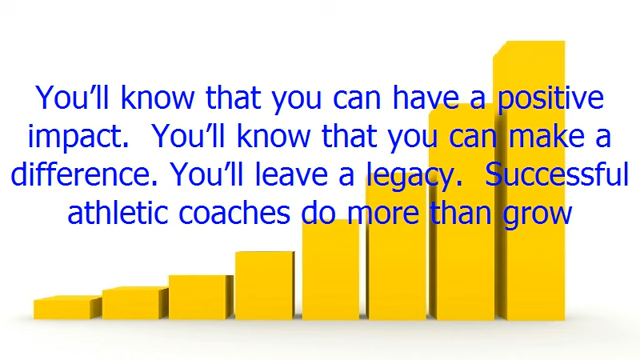 You’ll know that you can have a positive
impact.  You’ll know that you can make a
difference. You’ll leave a legacy.  Successful
athletic coaches do more than grow